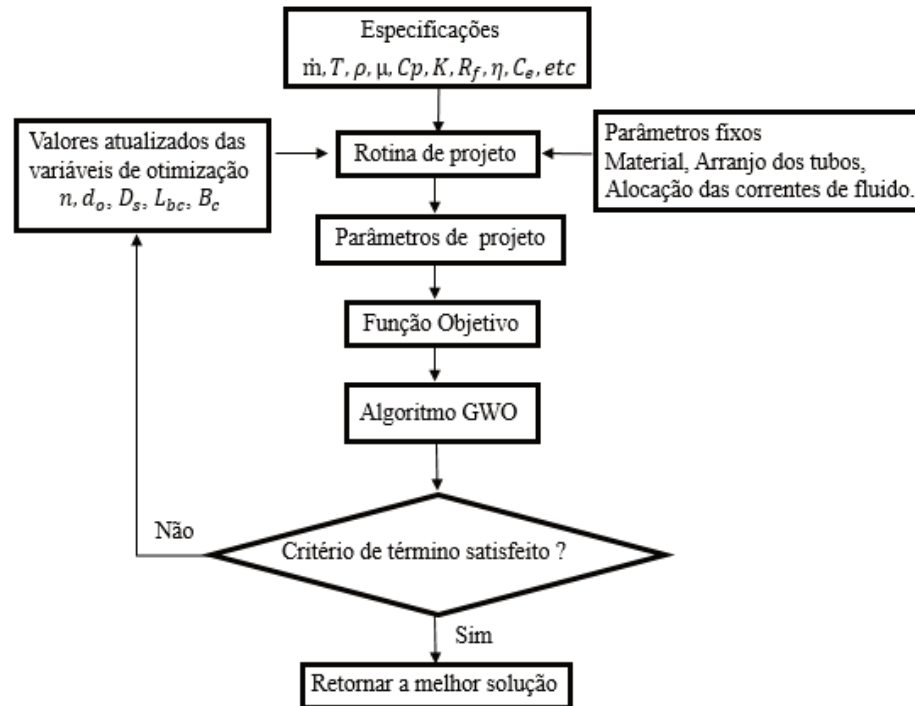 Especificações
ṁ, T, ρ, μ, Cp, K, R_f, η, C_e, etc
Valores atualizados das
variáveis de otimização
n, d_o, D_s, L_bc, B_c
Rotina de projeto
Parâmetros fixos
Material, Arranjo dos tubos,
Alocação das correntes de fluido.
Parâmetros de projeto
Função Objetivo
Algoritmo GWO
Critério de término satisfeito ?
Não
Sim
Retornar a melhor solução